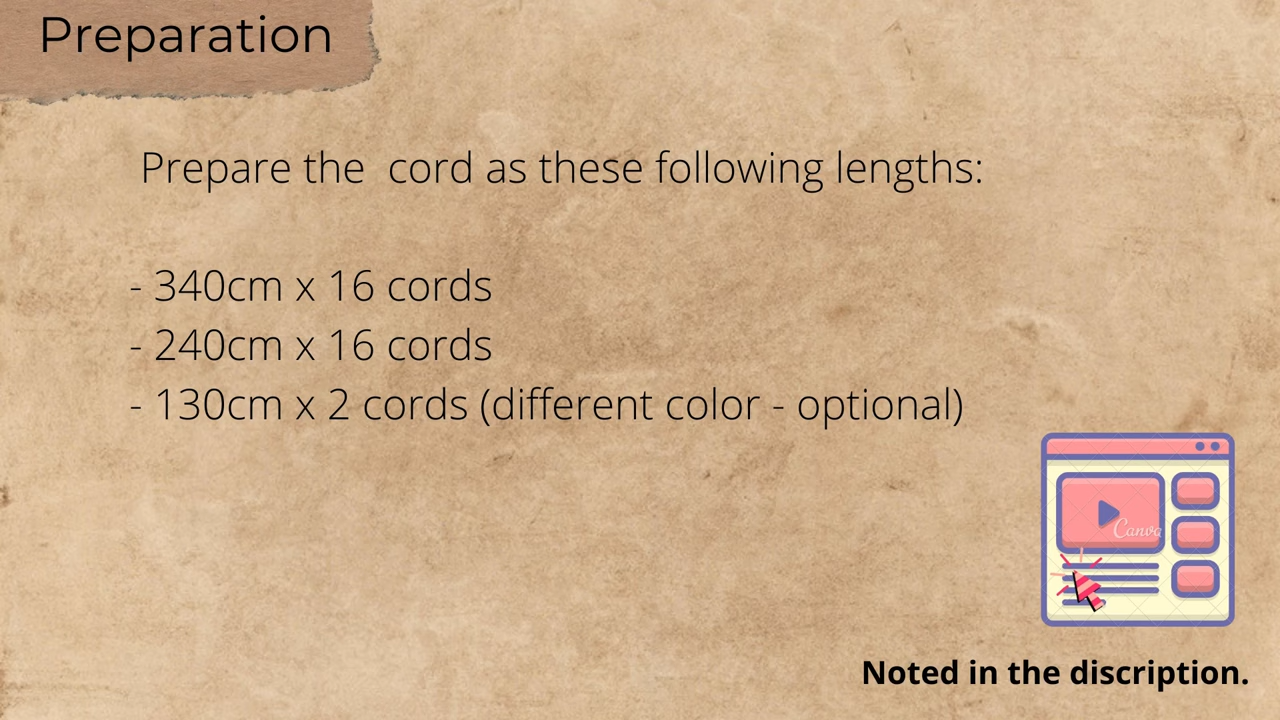 Preparation
Prepare the  cord as these following lengths:
- 340cm x 16 cords
- 240cm x 16 cords
- 130cm x 2 cords (different color - optional)
Canva
Noted in the discription.